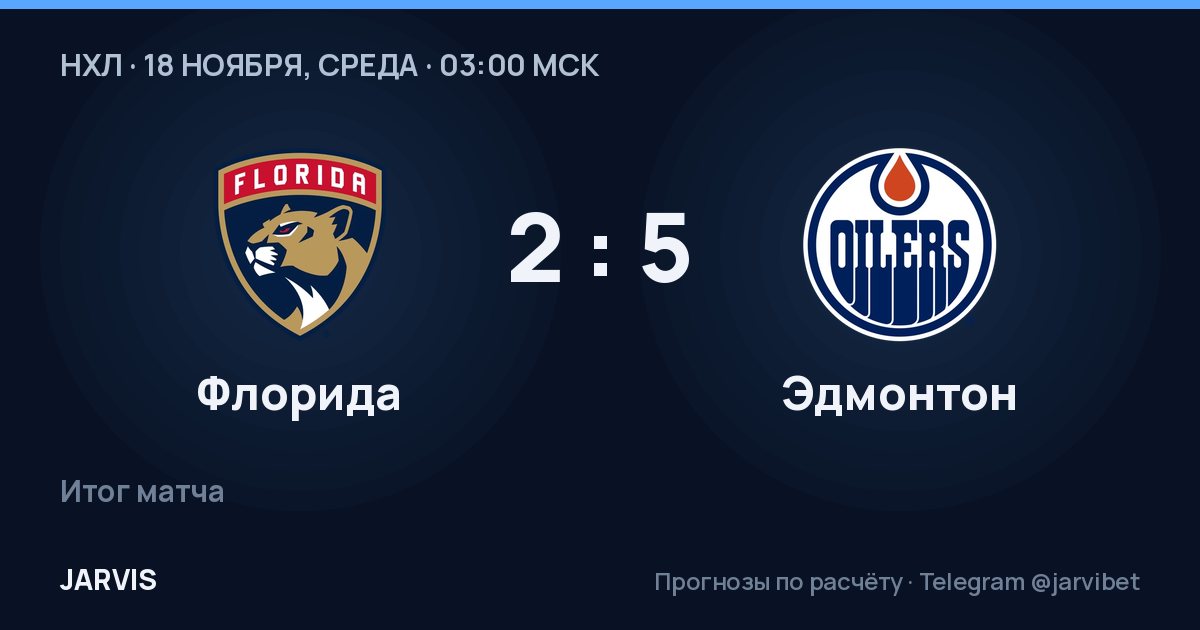 НХЛ · 18 НОЯБРЯ, СРЕДА · 03:00 МСК
FLORIDA
OILERS
2 : 5
Флорида
Эдмонтон
Итог матча
JARVIS
Прогнозы по расчёту · Telegram @jarvibet